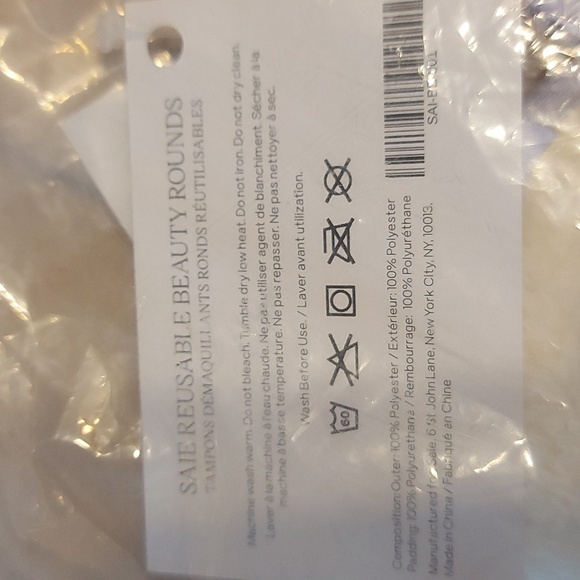 SAIE REUSABLE BEAUTY ROUNDS
TAMPONS DÉMAQUILLANTS RONDS RÉUTILISABLES
Machine wash warm. Do not bleach. Tumble dry low heat. Do not iron. Do not dry clean.
Laver à la machine à l'eau chaude. Ne pas utiliser agent de blanchiment. Sécher à la
machine à basse température. Ne pas repasser. Ne pas nettoyer à sec.
Wash Before Use. / Laver avant utilization.
60
Composition: Outer: 100% Polyester / Extérieur: 100% Polyester
Padding: 100% Polyurethane / Rembourrage: 100% Polyuréthane
Manufactured for Saie. 6 St John Lane, New York City, NY, 10013.
Made in China / Fabriqué en Chine